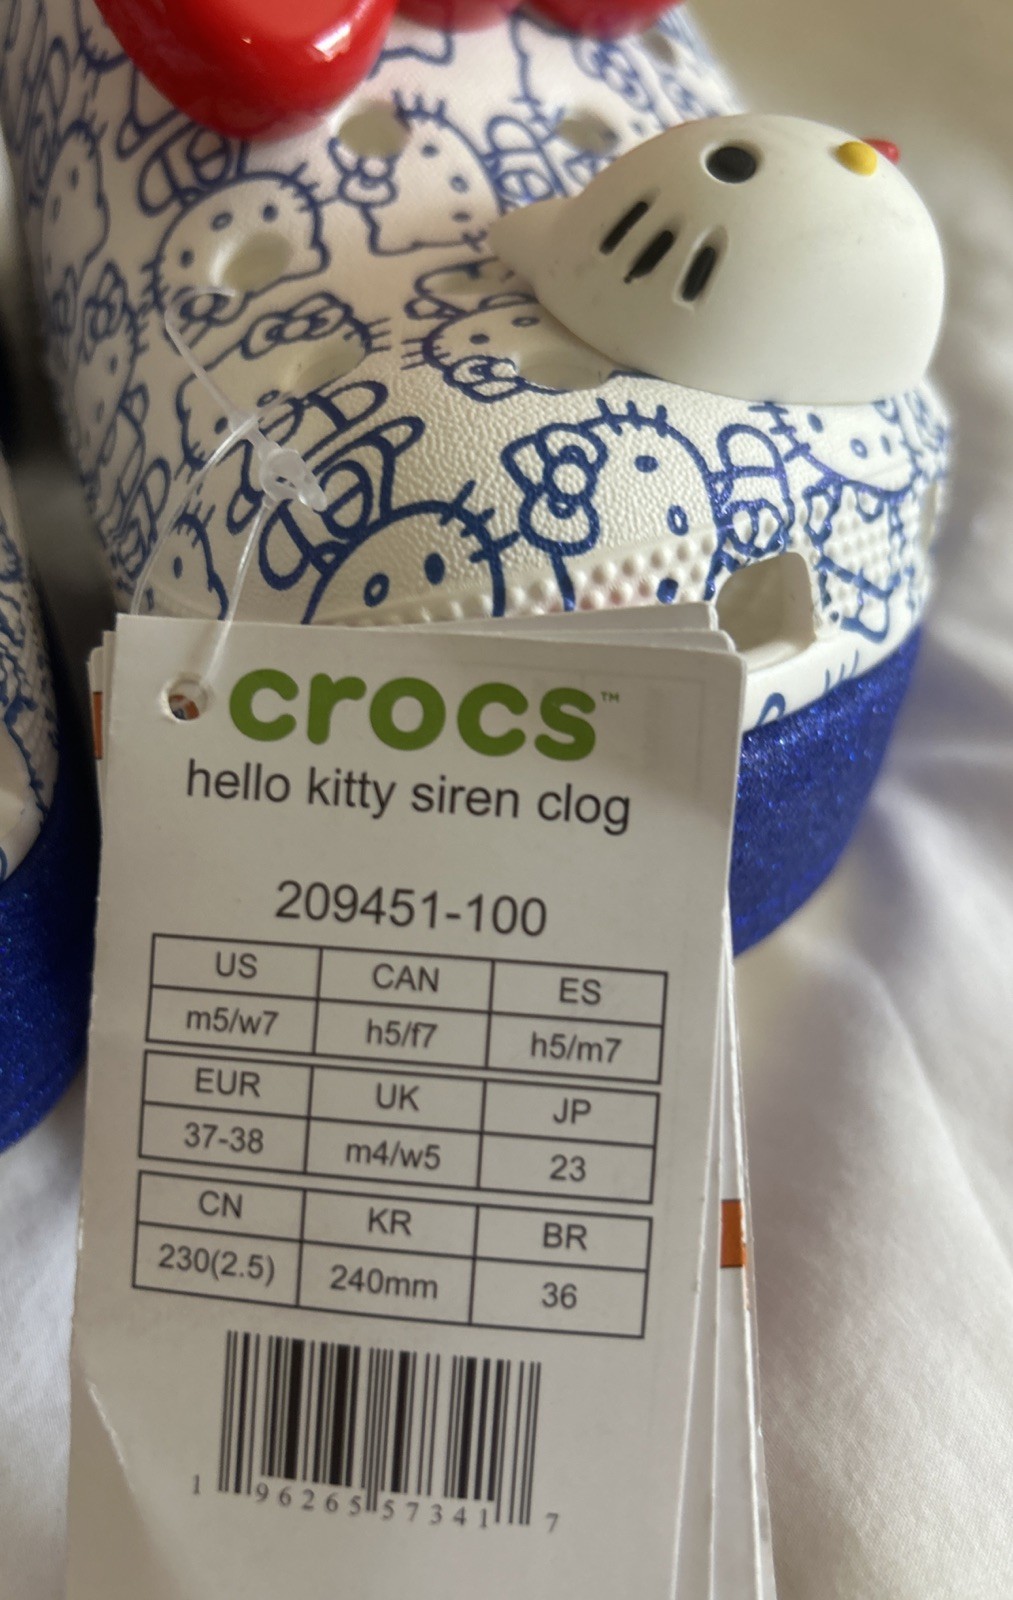 crocs™
hello kitty siren clog
209451-100
US CAN ES
m5/w7 h5/f7 h5/m7
EUR UK JP
37-38 m4/w5 23
CN KR BR
230(2.5) 240mm 36
1 96265 57341 7